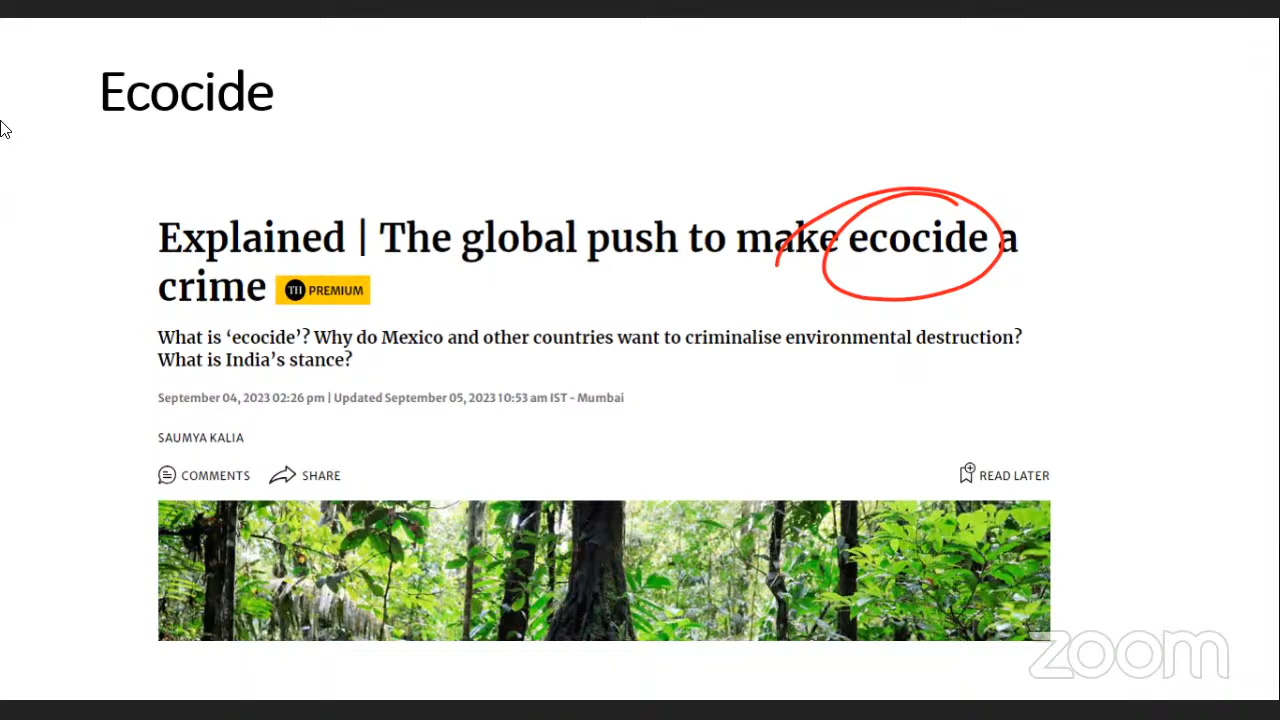 Ecocide
Explained | The global push to make ecocide a
crime TH PREMIUM
What is ‘ecocide’? Why do Mexico and other countries want to criminalise environmental destruction?
What is India’s stance?
September 04, 2023 02:26 pm | Updated September 05, 2023 10:53 am IST - Mumbai
SAUMYA KALIA
COMMENTS SHARE READ LATER
zoom